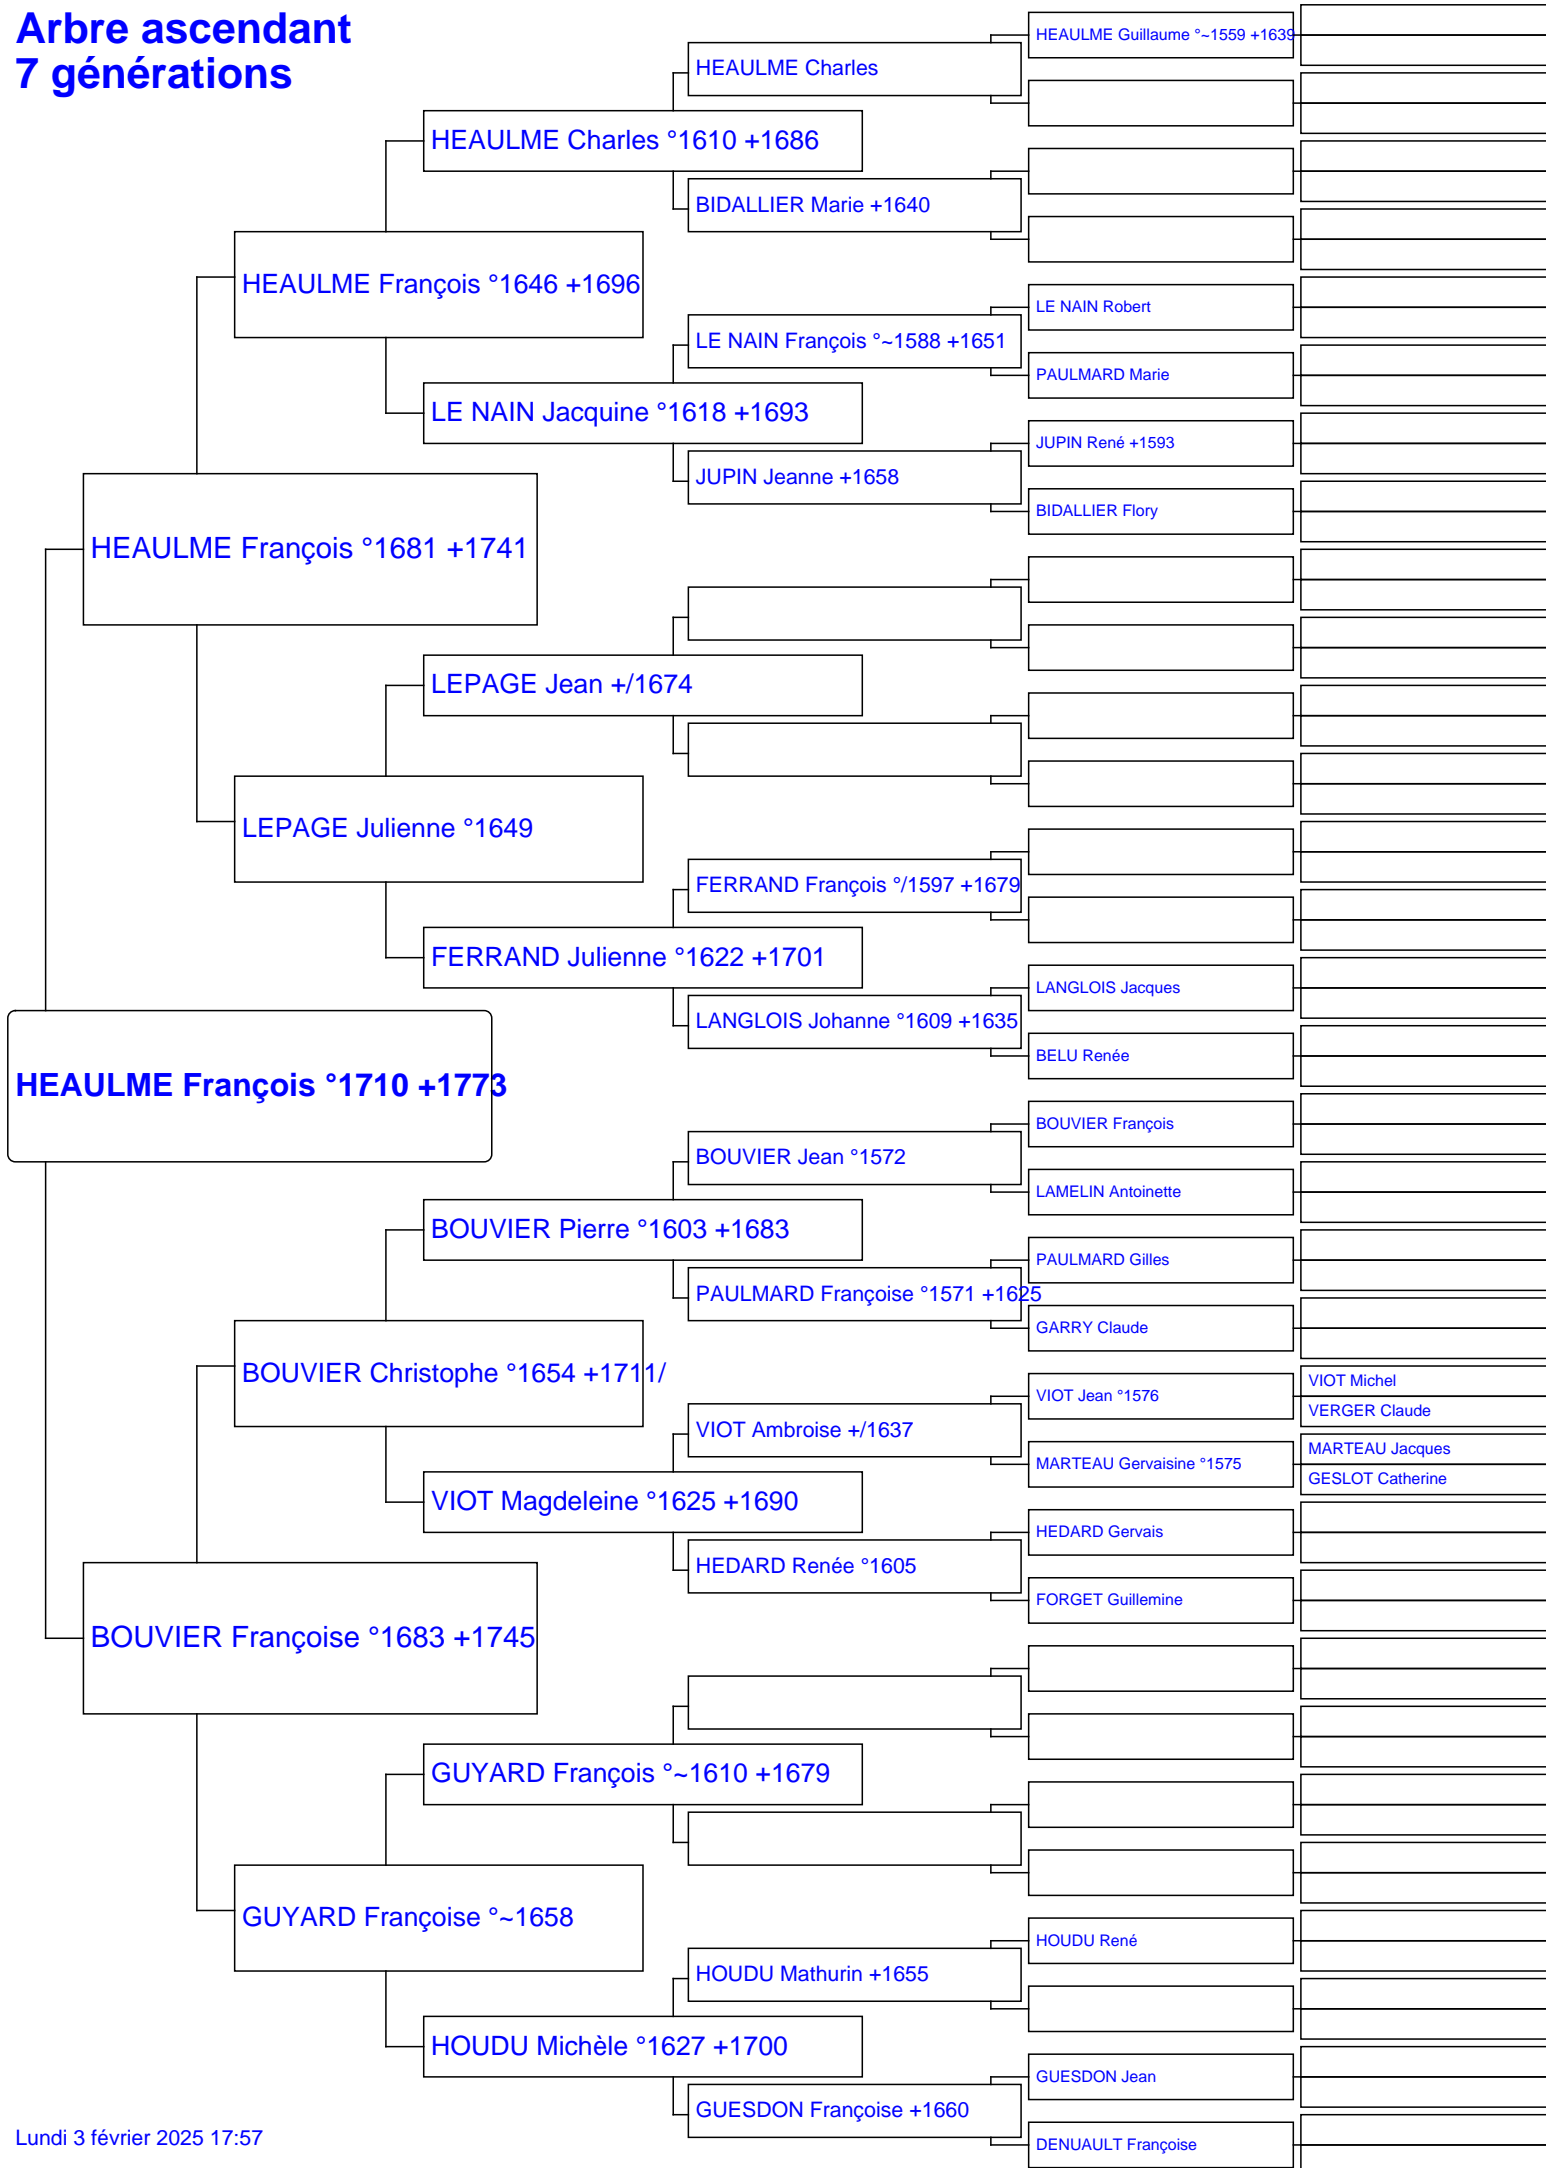 Arbre ascendant
7 générations
HEAULME Guillaume °~1559 +1639
HEAULME Charles
HEAULME Charles °1610 +1686
BIDALLIER Marie +1640
HEAULME François °1646 +1696
LE NAIN Robert
LE NAIN François °~1588 +1651
PAULMARD Marie
LE NAIN Jacquine °1618 +1693
JUPIN René +1593
JUPIN Jeanne +1658
BIDALLIER Flory
HEAULME François °1681 +1741
LEPAGE Jean +/1674
LEPAGE Julienne °1649
FERRAND François °/1597 +1679
FERRAND Julienne °1622 +1701
LANGLOIS Jacques
LANGLOIS Johanne °1609 +1635
BELU Renée
HEAULME François °1710 +1773
BOUVIER François
BOUVIER Jean °1572
LAMELIN Antoinette
BOUVIER Pierre °1603 +1683
PAULMARD Gilles
PAULMARD Françoise °1571 +1625
GARRY Claude
BOUVIER Christophe °1654 +1711/
VIOT Michel
VIOT Jean °1576
VERGER Claude
VIOT Ambroise +/1637
MARTEAU Jacques
MARTEAU Gervaisine °1575
GESLOT Catherine
VIOT Magdeleine °1625 +1690
HEDARD Gervais
HEDARD Renée °1605
FORGET Guillemine
BOUVIER Françoise °1683 +1745
GUYARD François °~1610 +1679
GUYARD Françoise °~1658
HOUDU René
HOUDU Mathurin +1655
HOUDU Michèle °1627 +1700
GUESDON Jean
GUESDON Françoise +1660
DENUAULT Françoise
Lundi 3 février 2025 17:57